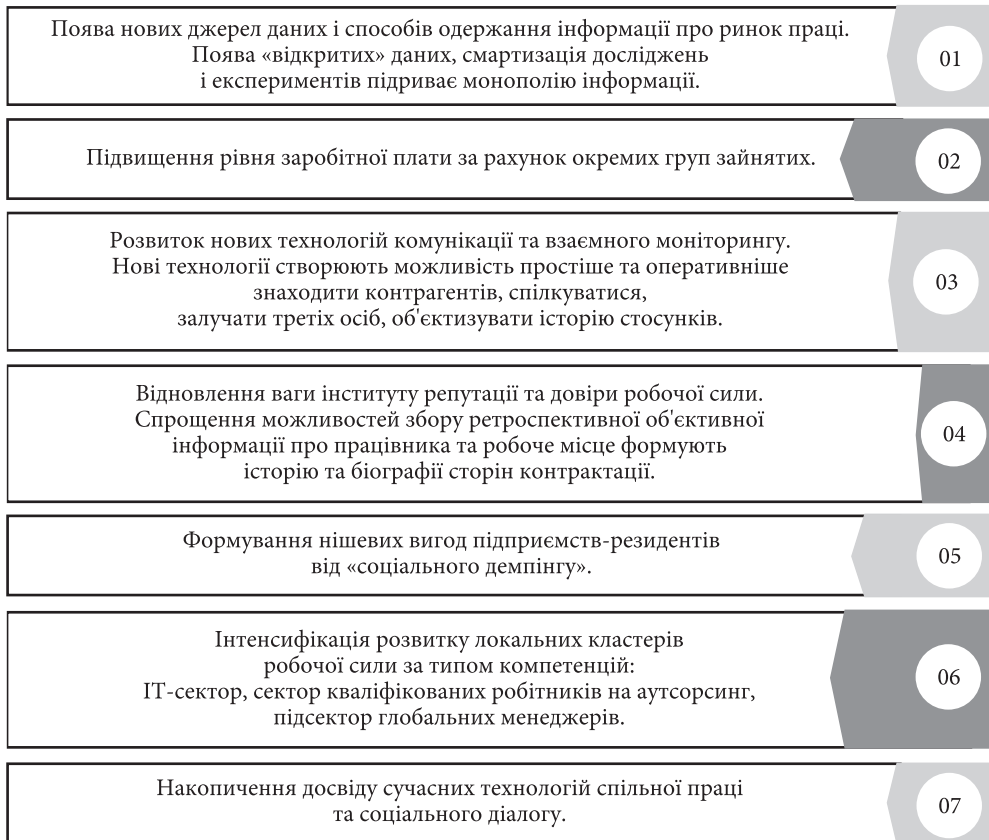 Поява нових джерел даних і способів одержання інформації про ринок праці.
Поява «відкритих» даних, смартизація досліджень
і експериментів підриває монополію інформації.
01
Підвищення рівня заробітної плати за рахунок окремих груп зайнятих.
02
Розвиток нових технологій комунікації та взаємного моніторингу.
Нові технології створюють можливість простіше та оперативніше
знаходити контрагентів, спілкуватися,
залучати третіх осіб, об'єктизувати історію стосунків.
03
Відновлення ваги інституту репутації та довіри робочої сили.
Спрощення можливостей збору ретроспективної об'єктивної
інформації про працівника та робоче місце формують
історію та біографії сторін контрактації.
04
Формування нішевих вигод підприємств-резидентів
від «соціального демпінгу».
05
Інтенсифікація розвитку локальних кластерів
робочої сили за типом компетенцій:
ІТ-сектор, сектор кваліфікованих робітників на аутсорсинг,
підсектор глобальних менеджерів.
06
Накопичення досвіду сучасних технологій спільної праці
та соціального діалогу.
07